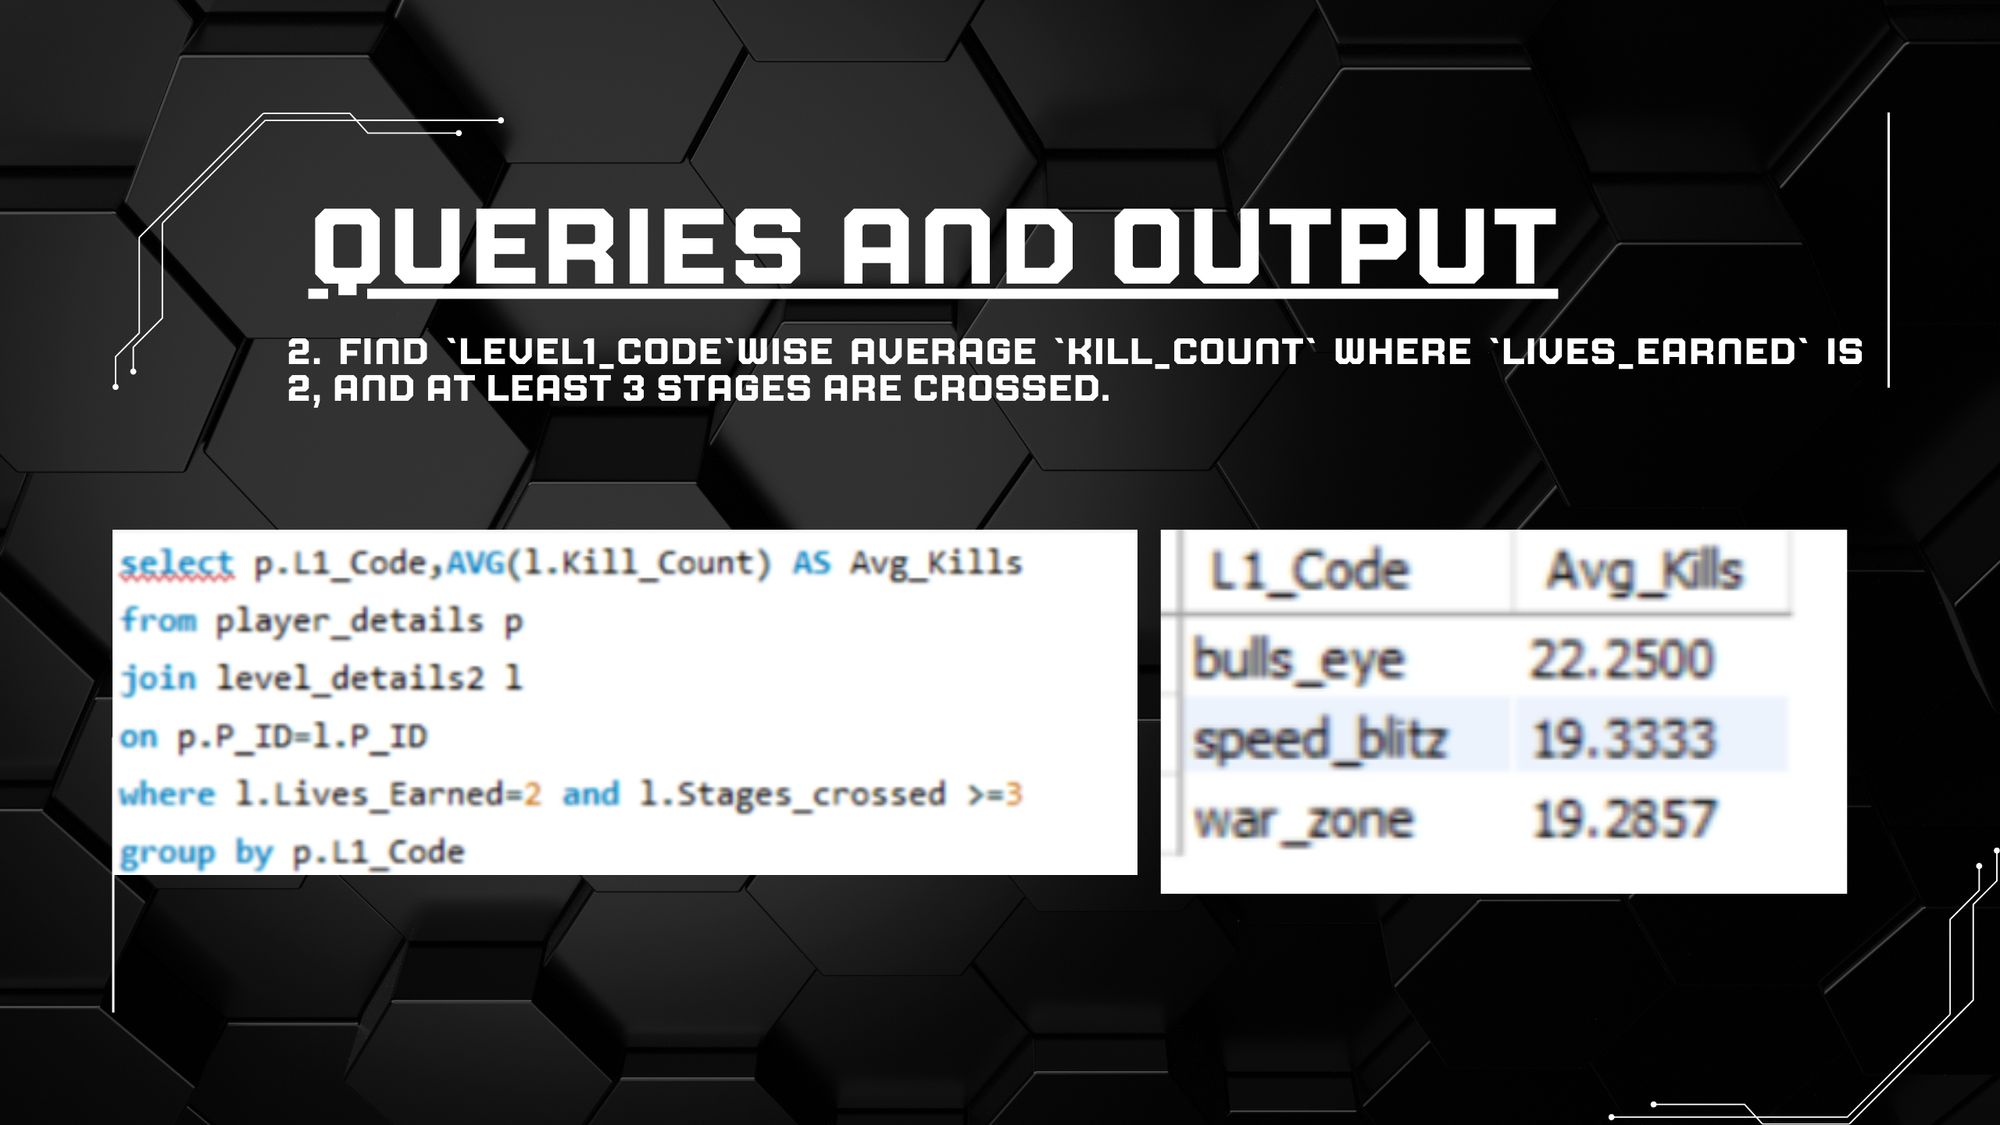 QUERIES AND OUTPUT
2. FIND `LEVEL1_CODE`WISE AVERAGE `KILL_COUNT` WHERE `LIVES_EARNED` IS
2, AND AT LEAST 3 STAGES ARE CROSSED.
select p.L1_Code,AVG(l.Kill_Count) AS Avg_Kills
from player_details p
join level_details2 l
on p.P_ID=l.P_ID
where l.Lives_Earned=2 and l.Stages_crossed >=3
group by p.L1_Code
L1_Code Avg_Kills
bulls_eye 22.2500
speed_blitz 19.3333
war_zone 19.2857